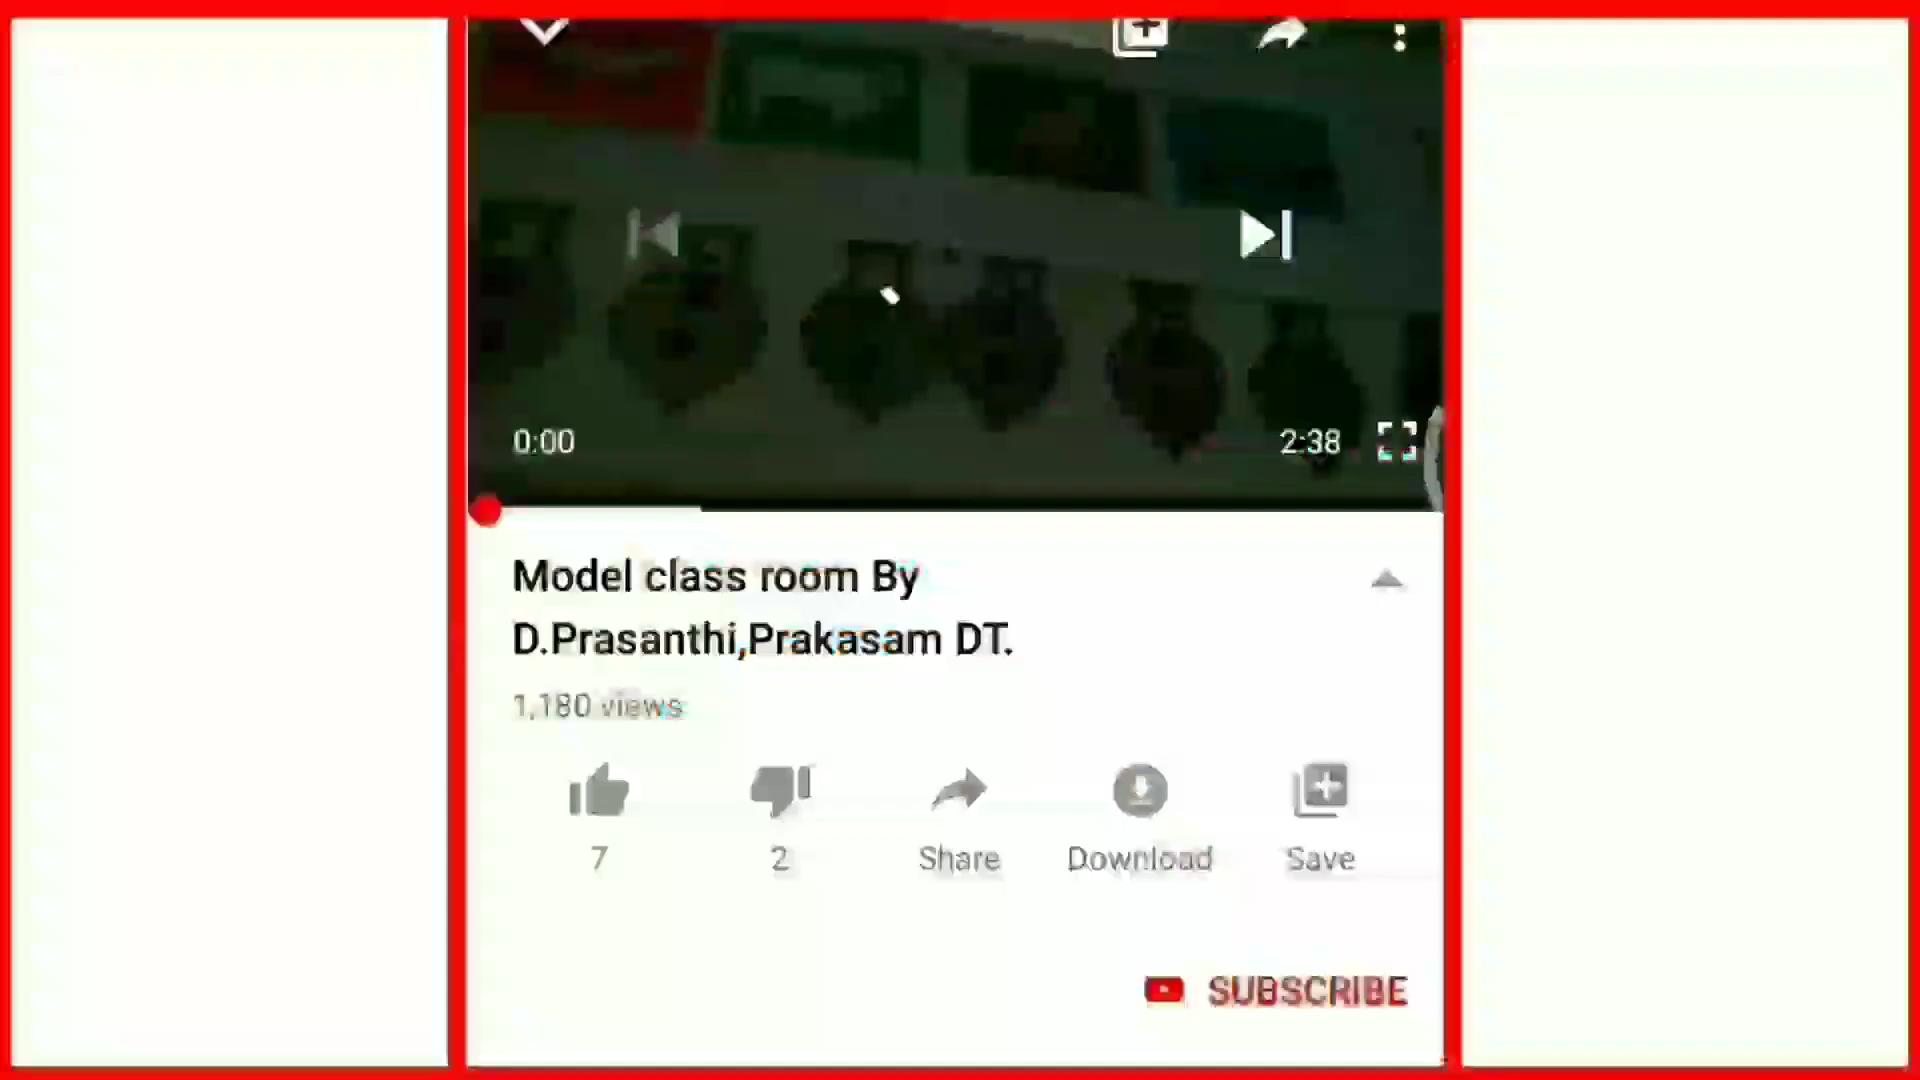 0:00
2:38
Model class room By
D.Prasanthi,Prakasam DT.
1,180 views
7
2
Share
Download
Save
SUBSCRIBE